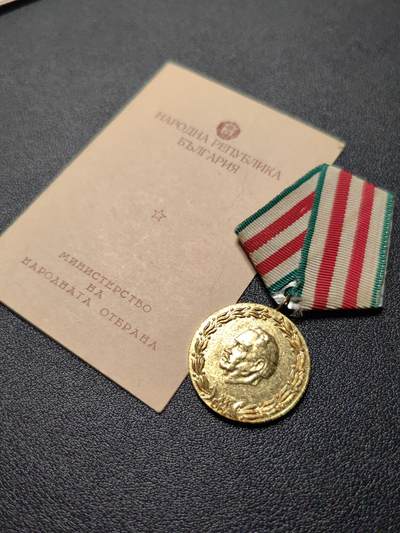 НАРОДНА РЕПУБЛИКА
БЪЛГАРИЯ
МИНИСТЕРСТВО
НА
НАРОДНАТА ОТБРАНА